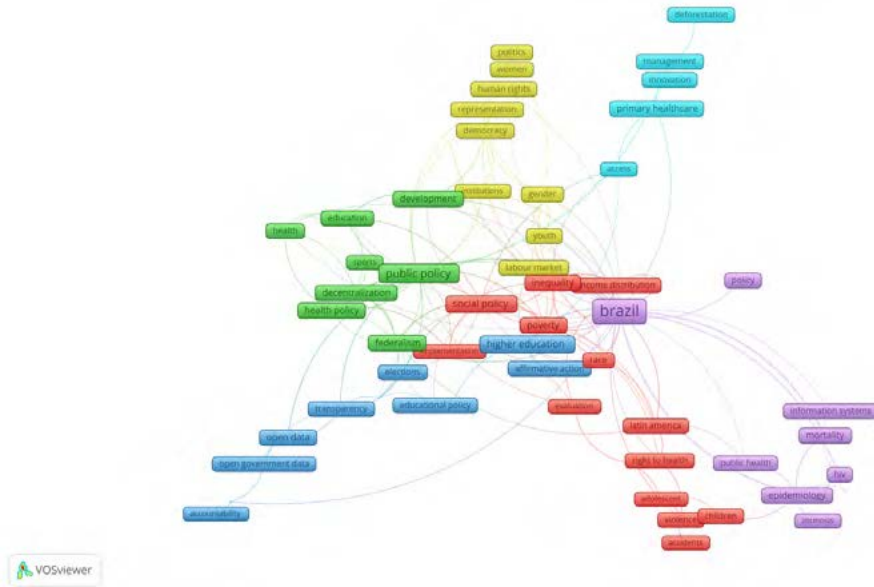 deforestation
politics
women
management
innovation
human rights
representation
primary healthcare
democracy
access
institutions
gender
development
education
health
youth
sports
labour market
public policy
inequality
income distribution
policy
decentralization
social policy
health policy
brazil
poverty
federalism
higher education
race
elections
affirmative action
transparency
educational policy
evaluation
information systems
latin america
open data
mortality
open government data
right to health
public health
hiv
epidemiology
adolescent
accountability
violence
children
zoonosis
accidents
VOSviewer